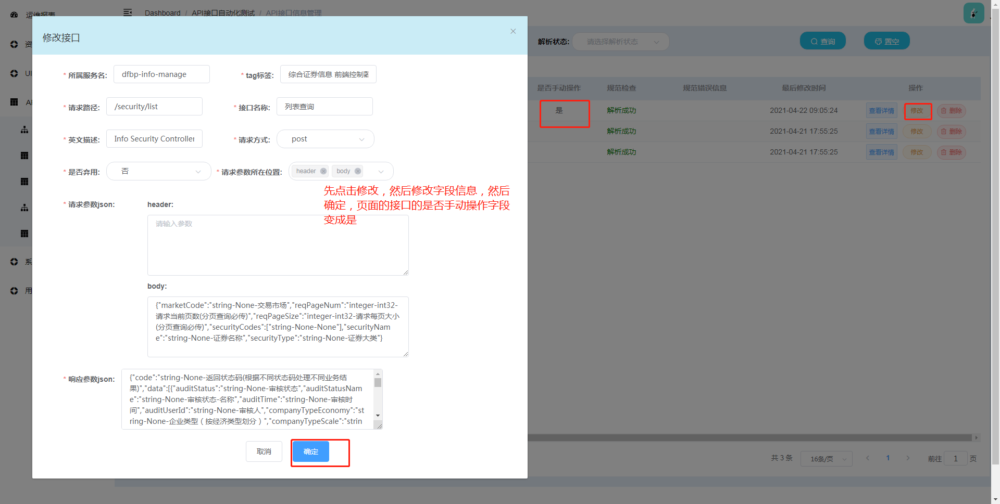 运维报表
Dashboard / API接口自动化测试 / API接口信息管理
修改接口
解析状态:
请选择解析状态
查询
置空
资
UI
AP
系
用
* 所属服务名:
dfbp-info-manage
* tag标签:
综合证券信息 前端控制器
* 请求路径:
/security/list
* 接口名称:
列表查询
* 英文描述:
Info Security Controller
* 请求方式:
post
* 是否弃用:
否
* 请求参数所在位置:
header
body
先点击修改，然后修改字段信息，然后
确定，页面的接口的是否手动操作字段
变成是
* 请求参数json:
header:
请输入参数
body:
{"marketCode":"string-None-交易市场","reqPageNum":"integer-int32-
请求当前页数(分页查询必传)","reqPageSize":"integer-int32-请求每页大小
(分页查询必传)","securityCodes":["string-None-None"],"securityNam
e":"string-None-证券名称","securityType":"string-None-证券大类"}
* 响应参数json:
{"code":"string-None-返回状态码(根据不同状态码处理不同业务结
果)","data":[{"auditStatus":"string-None-审核状态","auditStatusNam
e":"string-None-审核状态-名称","auditTime":"string-None-审核时
间","auditUserId":"string-None-审核人","companyTypeEconomy":"st
ring-None-企业类型（按经济类型划分）","companyTypeScale":"strin
取消
确定
是否手动操作 规范检查 规范错误信息 最后修改时间 操作
是 解析成功 2021-04-22 09:05:24 查看详情 修改 删除
解析成功 2021-04-21 17:55:25 查看详情 修改 删除
解析成功 2021-04-21 17:55:25 查看详情 修改 删除
共 3 条 16条/页 1 前往 1 页